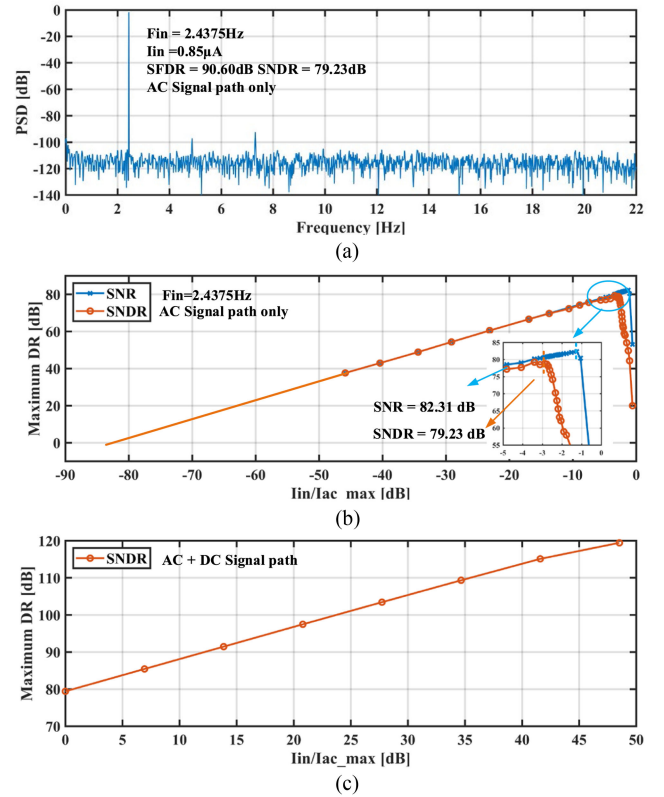 0
-20
-40
-60
-80
-100
-120
-140
PSD [dB]
Fin = 2.4375Hz
Iin =0.85μA
SFDR = 90.60dB SNDR = 79.23dB
AC Signal path only
0 2 4 6 8 10 12 14 16 18 20 22
Frequency [Hz]
(a)
80
60
40
20
0
Maximum DR [dB]
SNR
SNDR
Fin=2.4375Hz
AC Signal path only
85
80
75
70
65
60
55
-5 -4 -3 -2 -1 0
SNR = 82.31 dB
SNDR = 79.23 dB
-90 -80 -70 -60 -50 -40 -30 -20 -10 0
Iin/Iac_max [dB]
(b)
120
110
100
90
80
70
Maximum DR [dB]
SNDR
AC + DC Signal path
0 5 10 15 20 25 30 35 40 45 50
Iin/Iac_max [dB]
(c)